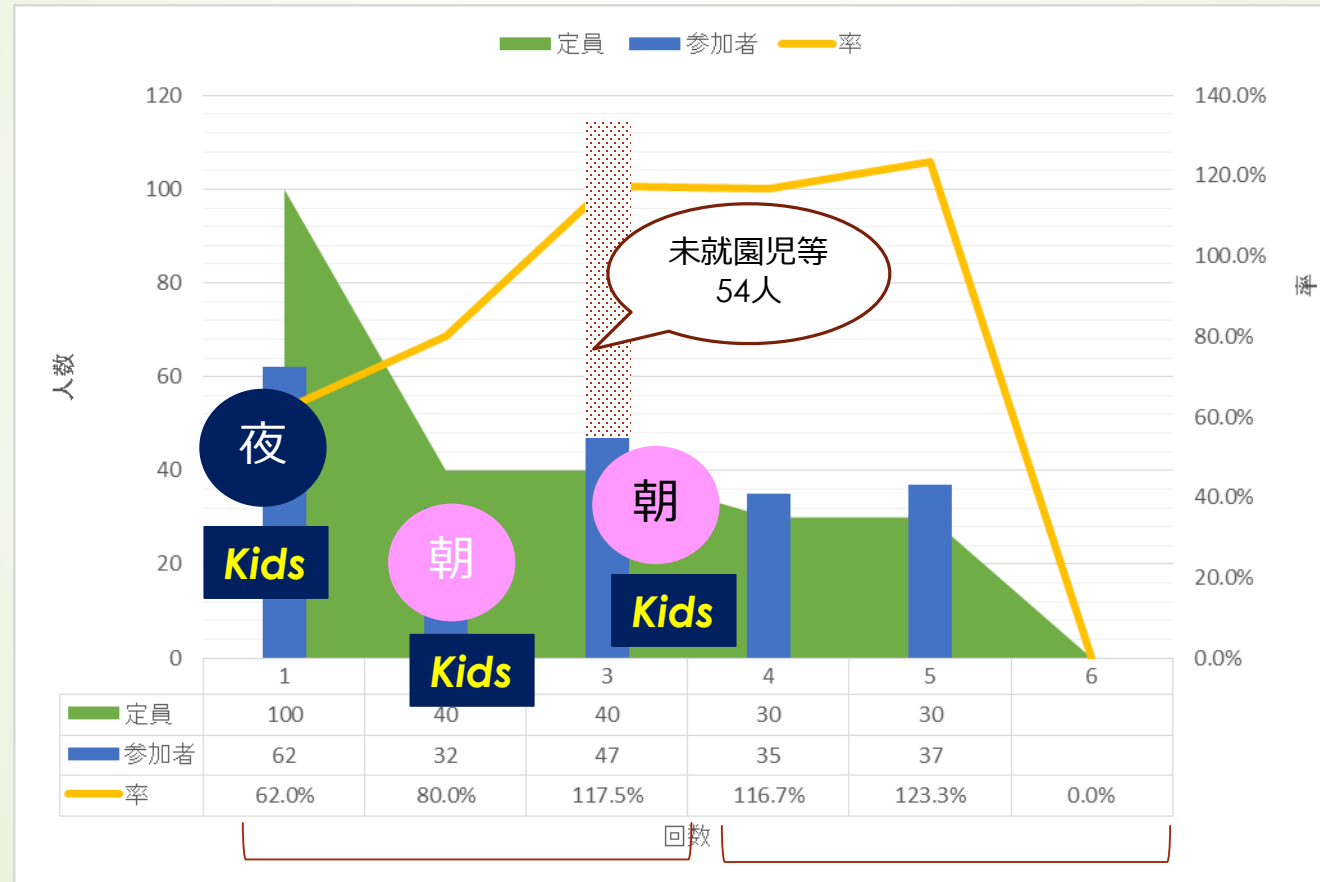 定員 参加者 率
120
100
80
60
40
20
0
人数
140.0%
120.0%
100.0%
80.0%
60.0%
40.0%
20.0%
0.0%
率
未就園児等
54人
夜
Kids
朝
Kids
朝
Kids
1 3 4 5 6
定員 100 40 40 30 30
参加者 62 32 47 35 37
率 62.0% 80.0% 117.5% 116.7% 123.3% 0.0%
回数